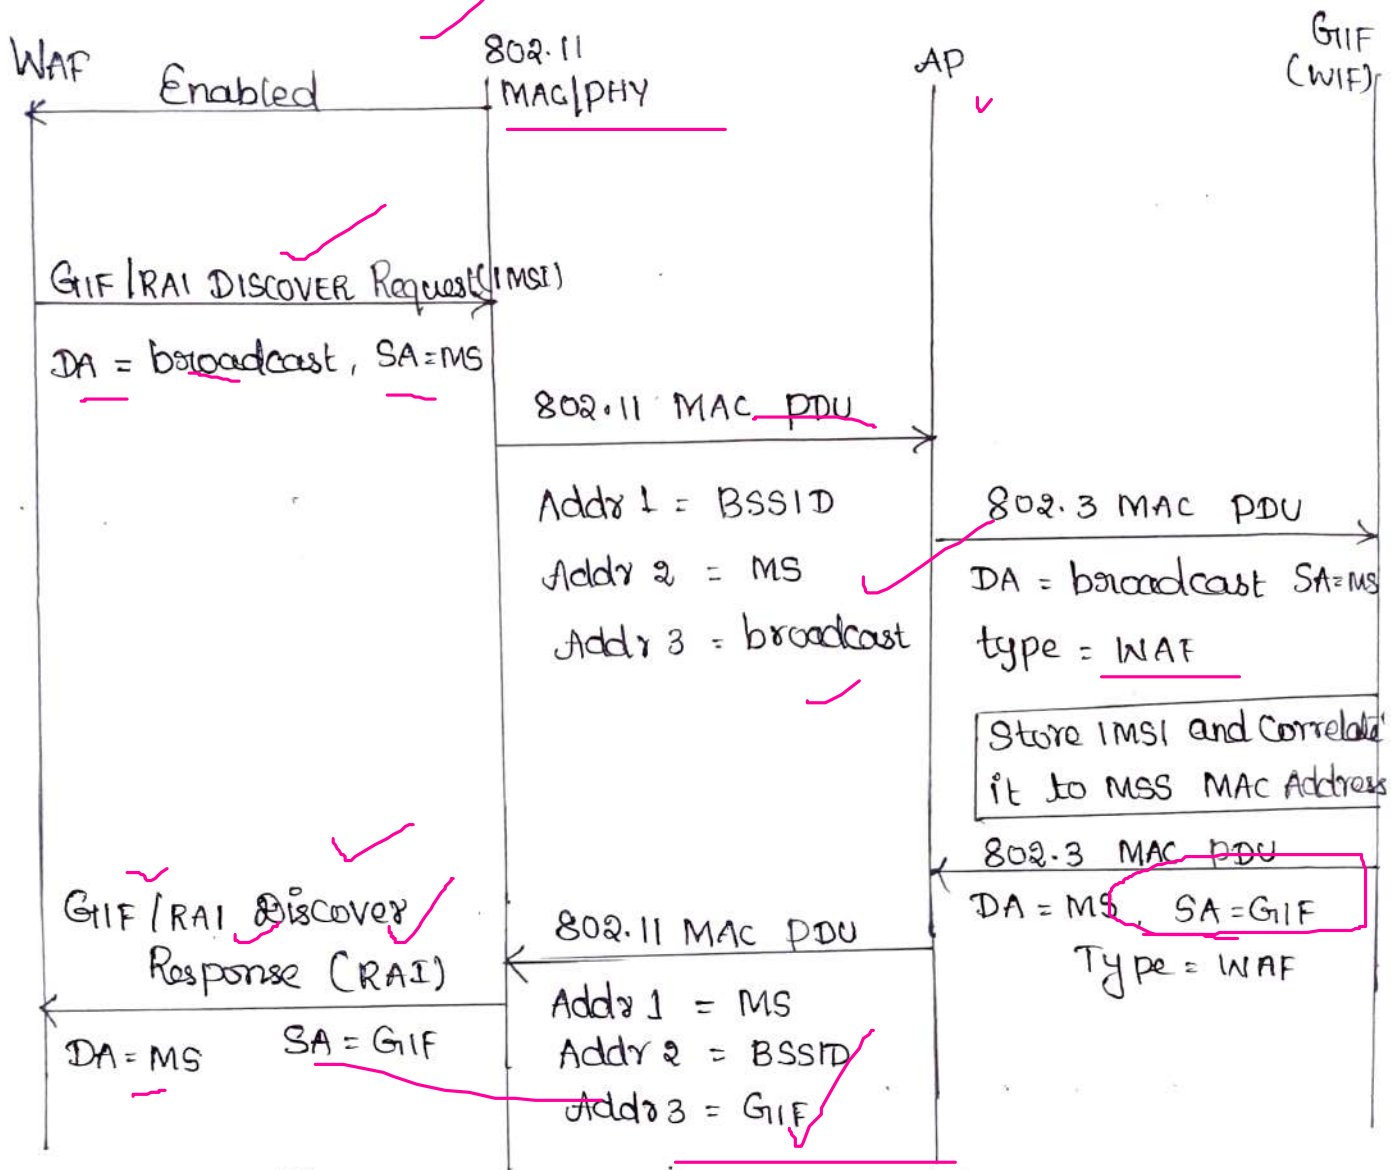 WAF
802.11
MAC/PHY
AP
GIF
(WIF)
Enabled
GIF/RAI DISCOVER Request(IMSI)
DA = broadcast, SA=MS
802.11 MAC PDU
Addr 1 = BSSID
Addr 2 = MS
Addr 3 = broadcast
802.3 MAC PDU
DA = broadcast SA=MS
type = WAF
Store IMSI and Correlate
it to MSS MAC Address
802.3 MAC PDU
DA = MS, SA=GIF
Type = WAF
802.11 MAC PDU
Addr 1 = MS
Addr 2 = BSSID
Addr 3 = GIF
GIF/RAI Discover
Response (RAI)
DA=MS SA=GIF